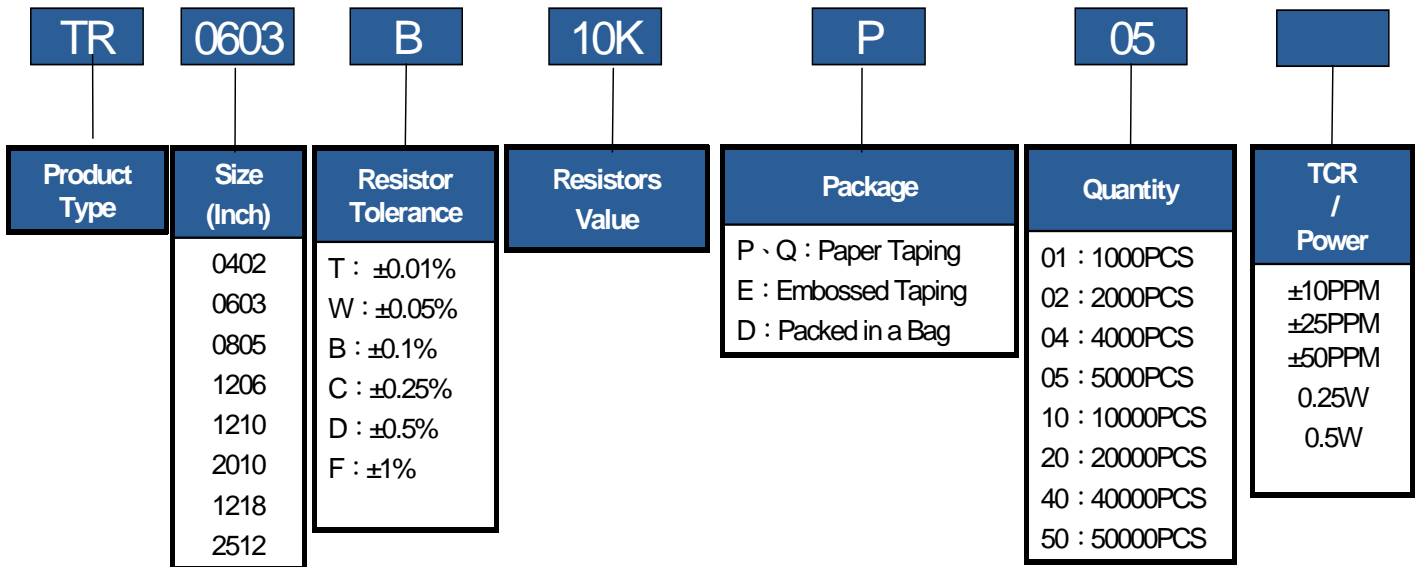 TR 0603 B 10K P 05
Product
Type
Size
(Inch)
0402
0603
0805
1206
1210
2010
1218
2512
Resistor
Tolerance
T：±0.01%
W：±0.05%
B：±0.1%
C：±0.25%
D：±0.5%
F：±1%
Resistors
Value
Package
P、Q：Paper Taping
E：Embossed Taping
D：Packed in a Bag
Quantity
01：1000PCS
02：2000PCS
04：4000PCS
05：5000PCS
10：10000PCS
20：20000PCS
40：40000PCS
50：50000PCS
TCR
/
Power
±10PPM
±25PPM
±50PPM
0.25W
0.5W